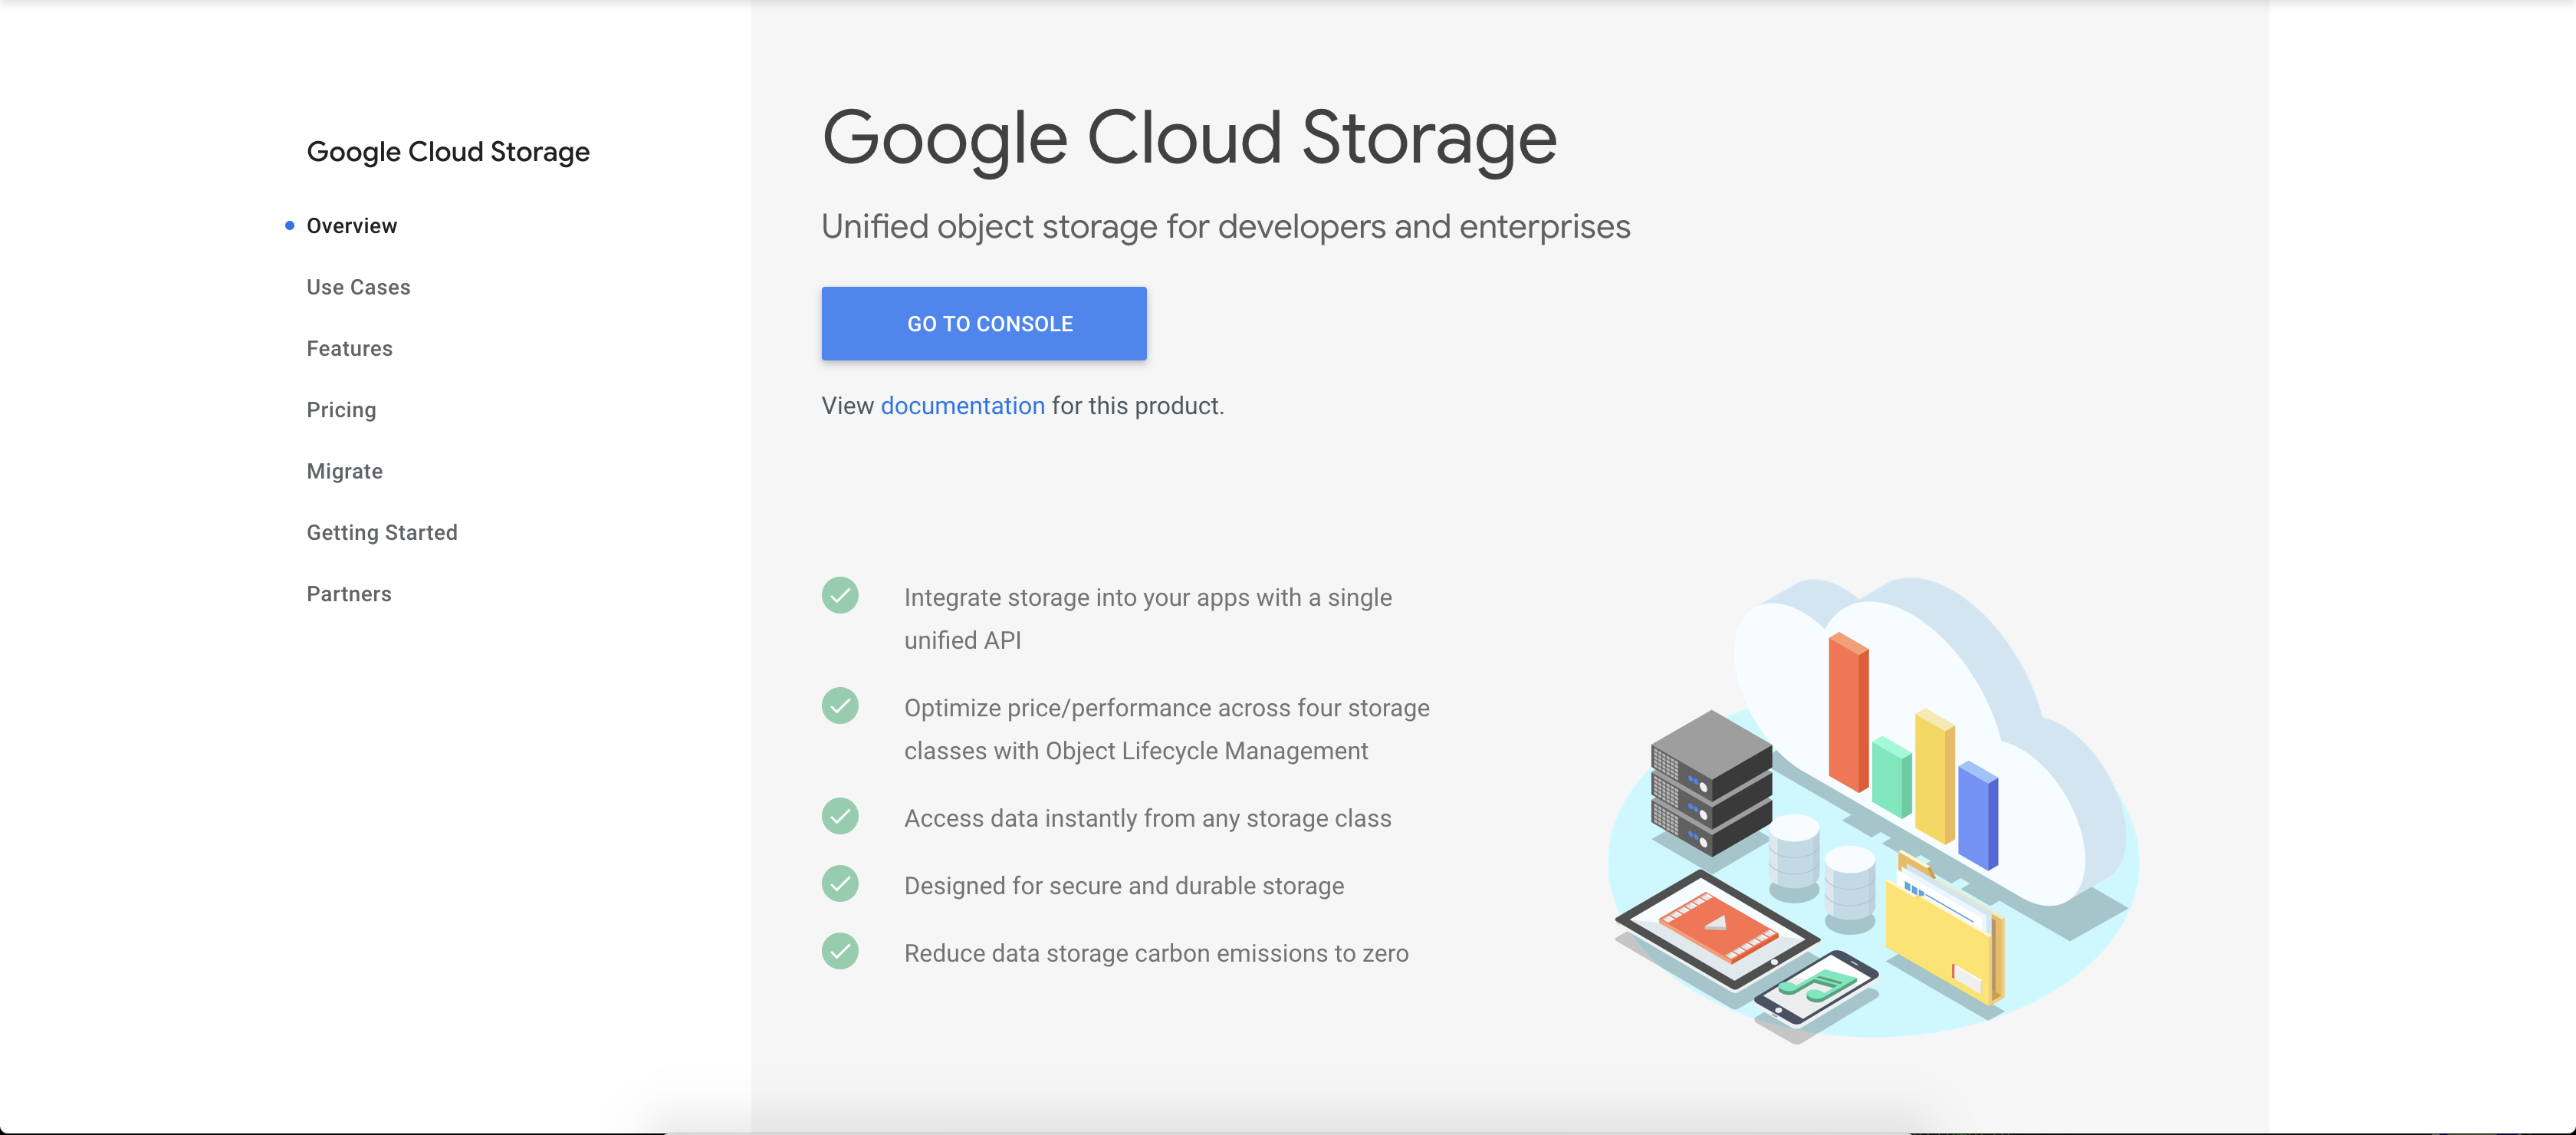 Google Cloud Storage
Overview
Use Cases
Features
Pricing
Migrate
Getting Started
Partners
Google Cloud Storage
Unified object storage for developers and enterprises
GO TO CONSOLE
View documentation for this product.
Integrate storage into your apps with a single
unified API
Optimize price/performance across four storage
classes with Object Lifecycle Management
Access data instantly from any storage class
Designed for secure and durable storage
Reduce data storage carbon emissions to zero